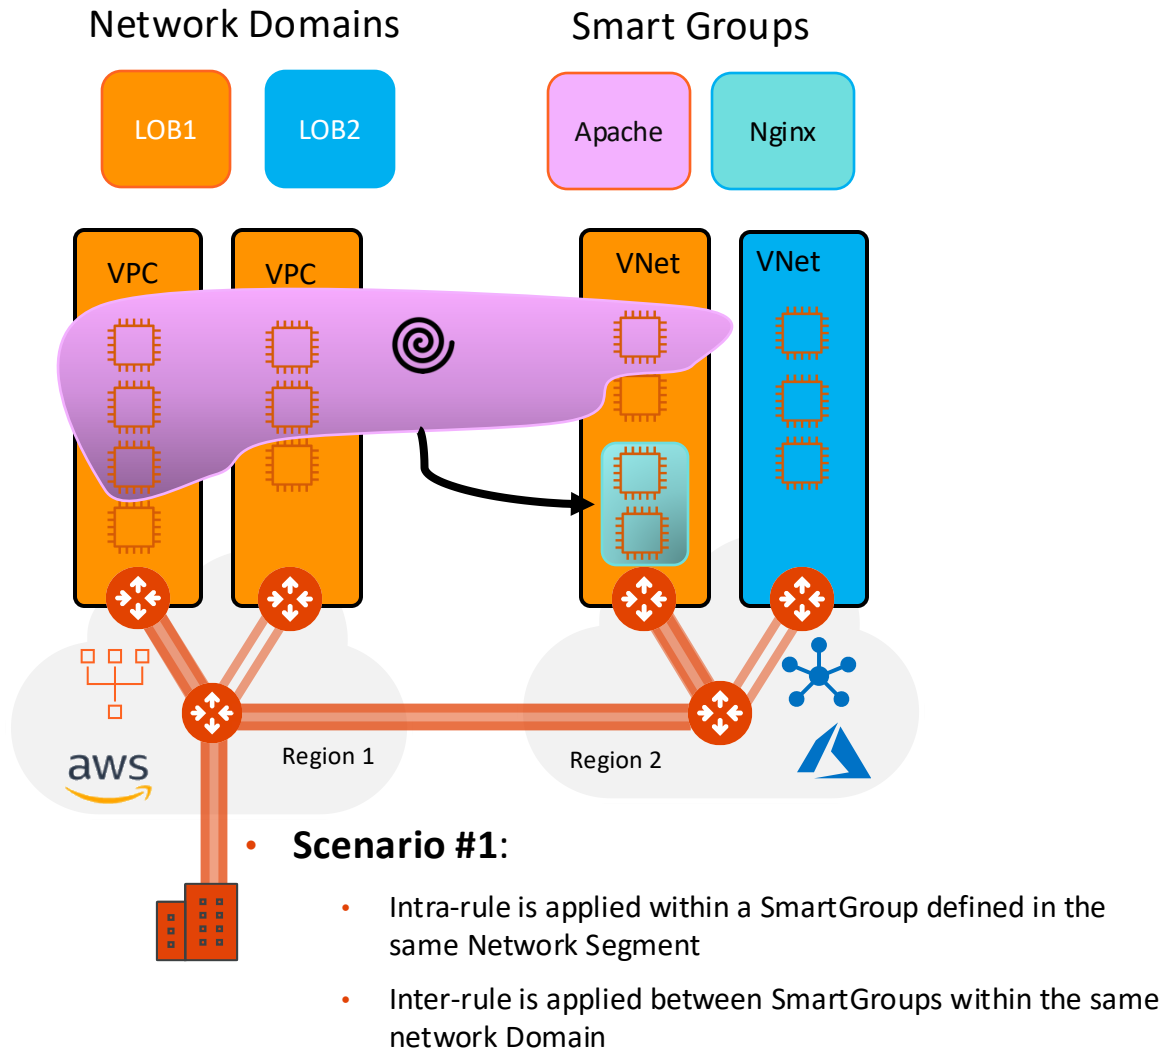 Network Domains
Smart Groups
LOB1
LOB2
Apache
Nginx
VPC
VPC
VNet
VNet
aws
Region 1
Region 2
• Scenario #1:
• Intra-rule is applied within a SmartGroup defined in the
same Network Segment
• Inter-rule is applied between SmartGroups within the same
network Domain